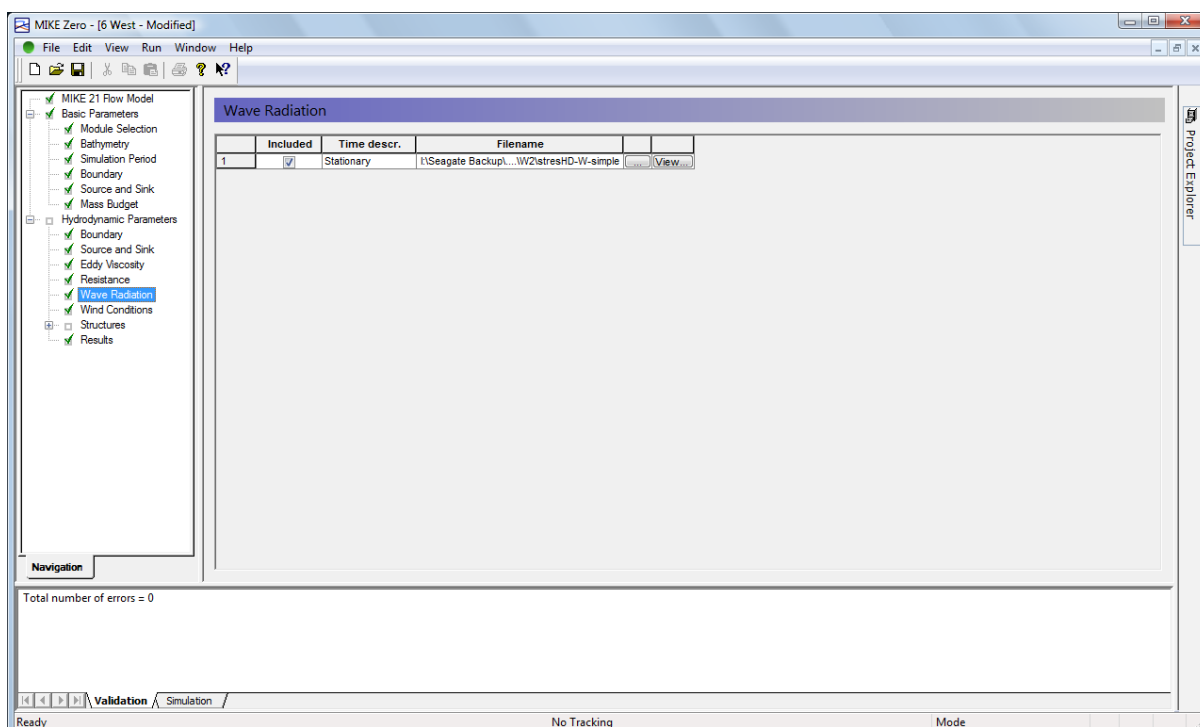 MIKE Zero - [6 West - Modified]
File Edit View Run Window Help
MIKE 21 Flow Model
Basic Parameters
Module Selection
Bathymetry
Simulation Period
Boundary
Source and Sink
Mass Budget
Hydrodynamic Parameters
Boundary
Source and Sink
Eddy Viscosity
Resistance
Wave Radiation
Wind Conditions
Structures
Results
Navigation
Wave Radiation
Included Time descr. Filename
1 Stationary I:\Seagate Backup\....\W2\stresHD-W-simple ... View...
Project Explorer
Total number of errors = 0
Validation Simulation
Ready No Tracking Mode